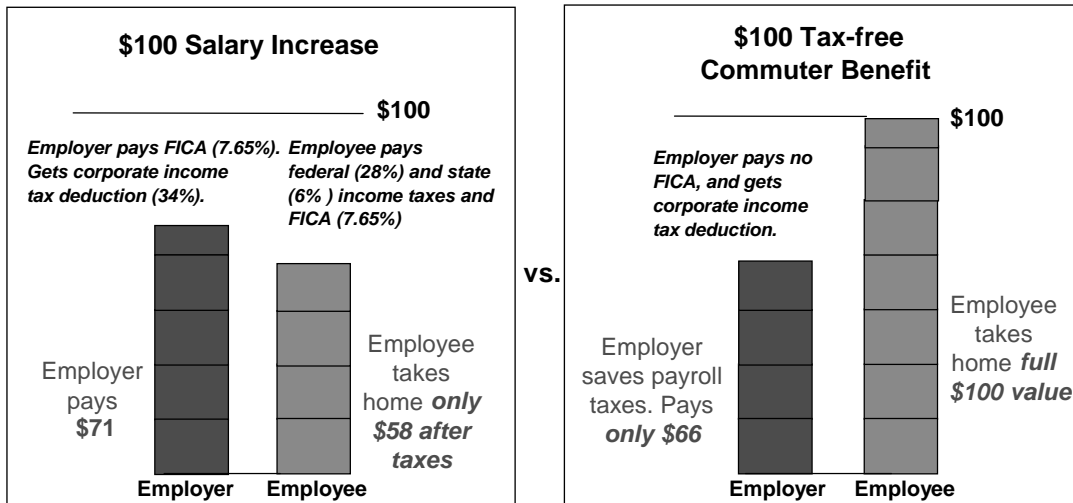 $100 Salary Increase
$100
Employer pays FICA (7.65%).
Gets corporate income
tax deduction (34%).
Employee pays
federal (28%) and state
(6% ) income taxes and
FICA (7.65%)
Employer
pays
$71
Employee
takes
home only
$58 after
taxes
Employer
Employee
vs.
$100 Tax-free
Commuter Benefit
$100
Employer pays no
FICA, and gets
corporate income
tax deduction.
Employer
saves payroll
taxes. Pays
only $66
Employee
takes
home full
$100 value
Employer
Employee